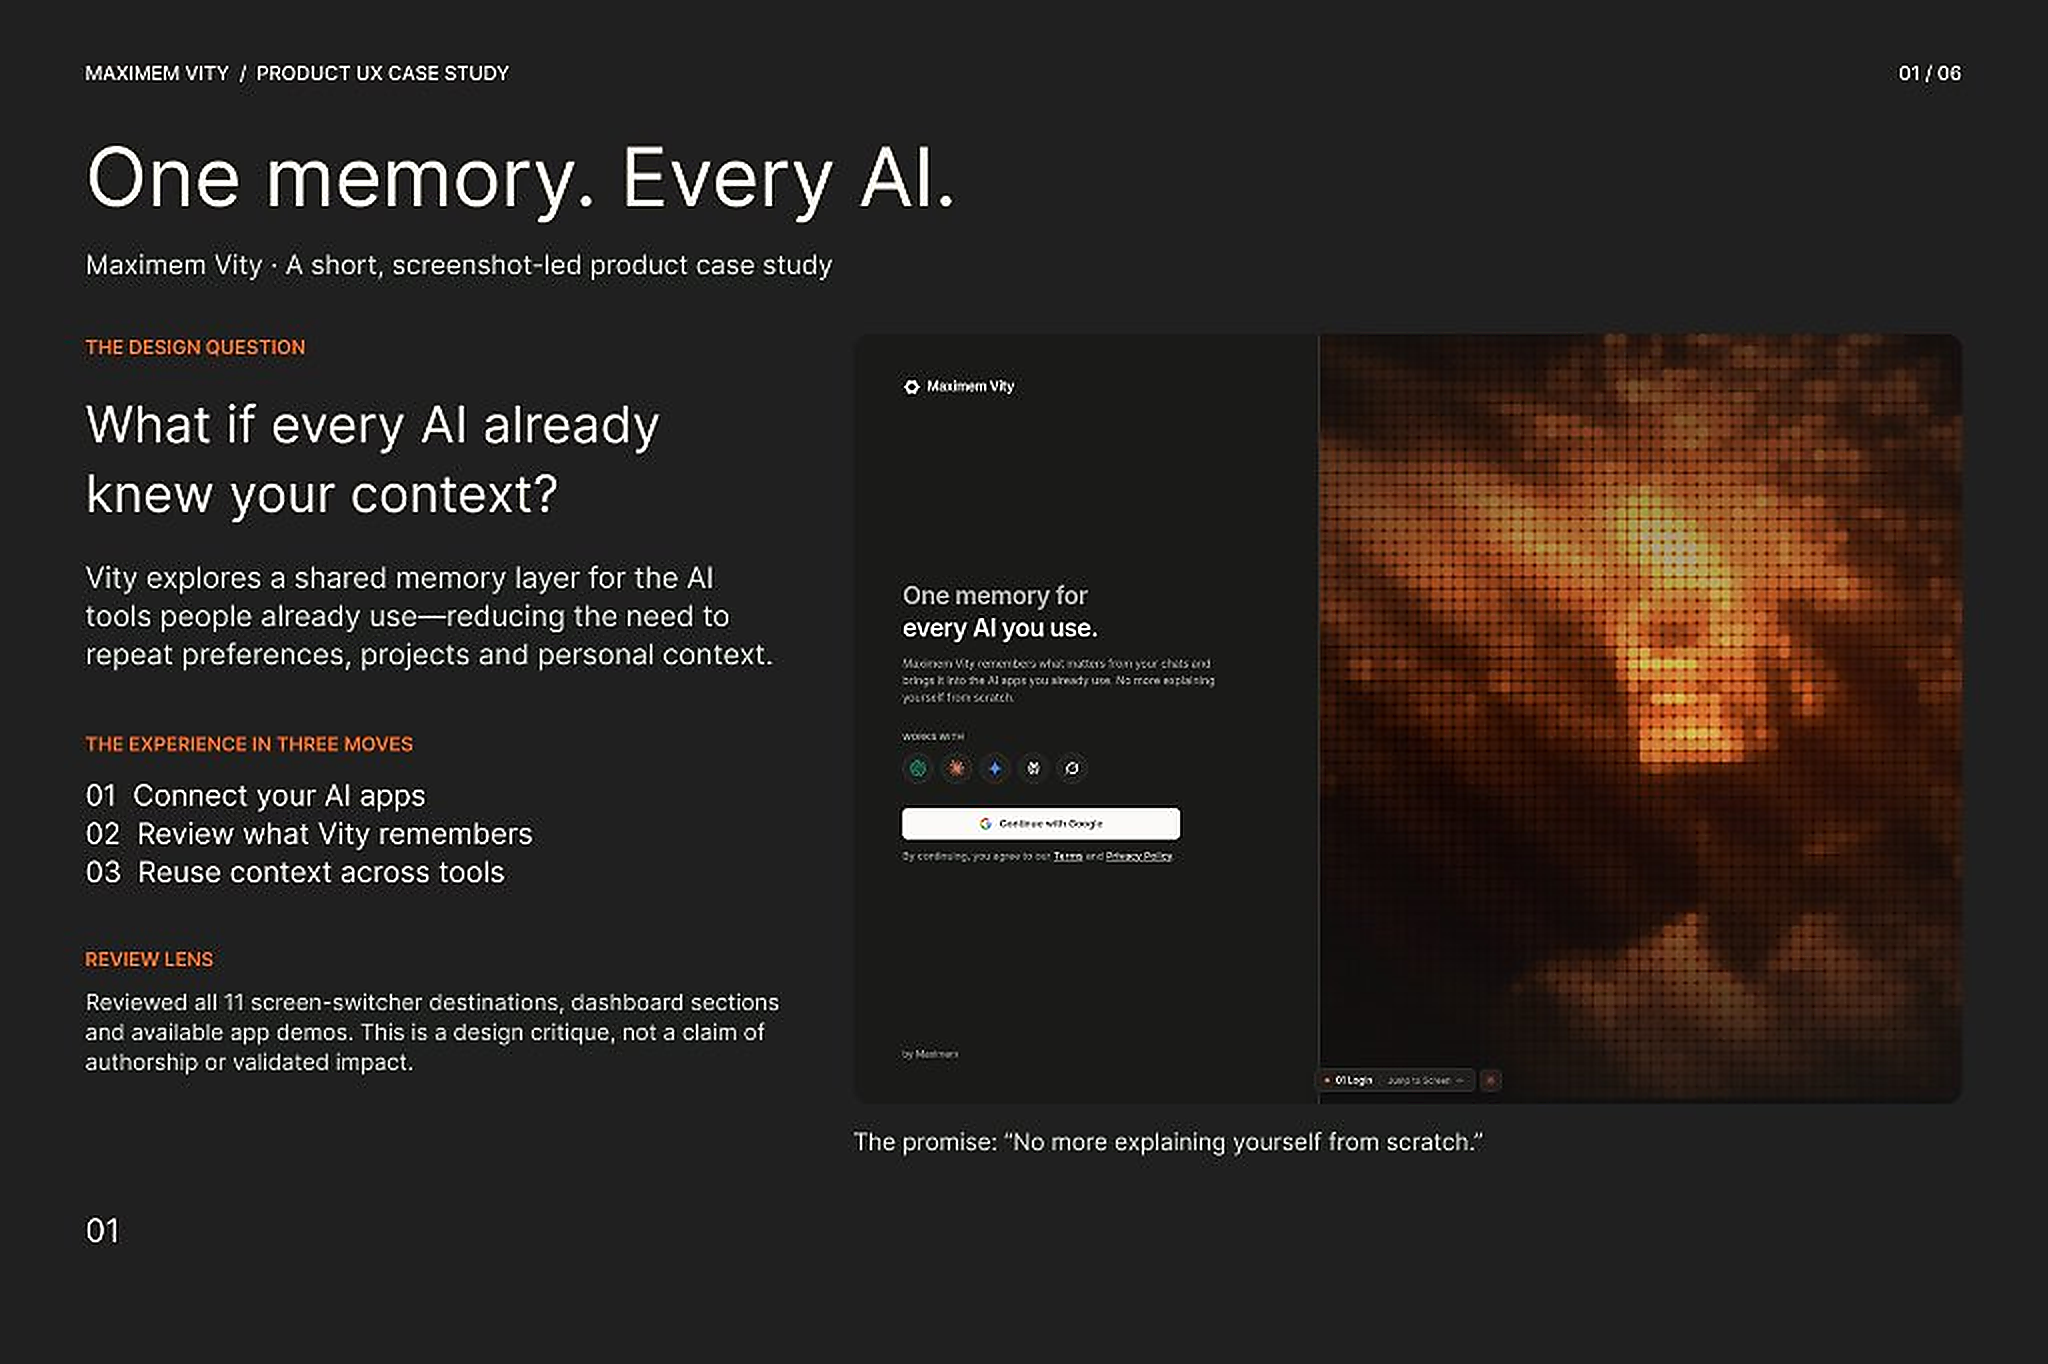 MAXIMEM VITY / PRODUCT UX CASE STUDY
01 / 06
One memory. Every AI.
Maximem Vity · A short, screenshot-led product case study
THE DESIGN QUESTION
What if every AI already
knew your context?
Vity explores a shared memory layer for the AI
tools people already use—reducing the need to
repeat preferences, projects and personal context.
THE EXPERIENCE IN THREE MOVES
01 Connect your AI apps
02 Review what Vity remembers
03 Reuse context across tools
REVIEW LENS
Reviewed all 11 screen-switcher destinations, dashboard sections
and available app demos. This is a design critique, not a claim of
authorship or validated impact.
Maximem Vity
One memory for
every AI you use.
Maximem Vity remembers what matters from your chats and
brings it into the AI apps you already use. No more explaining
yourself from scratch.
WORKS WITH
Continue with Google
By continuing, you agree to our Terms and Privacy Policy
by Maximem
01 Login Jump to Screen
The promise: “No more explaining yourself from scratch.”
01